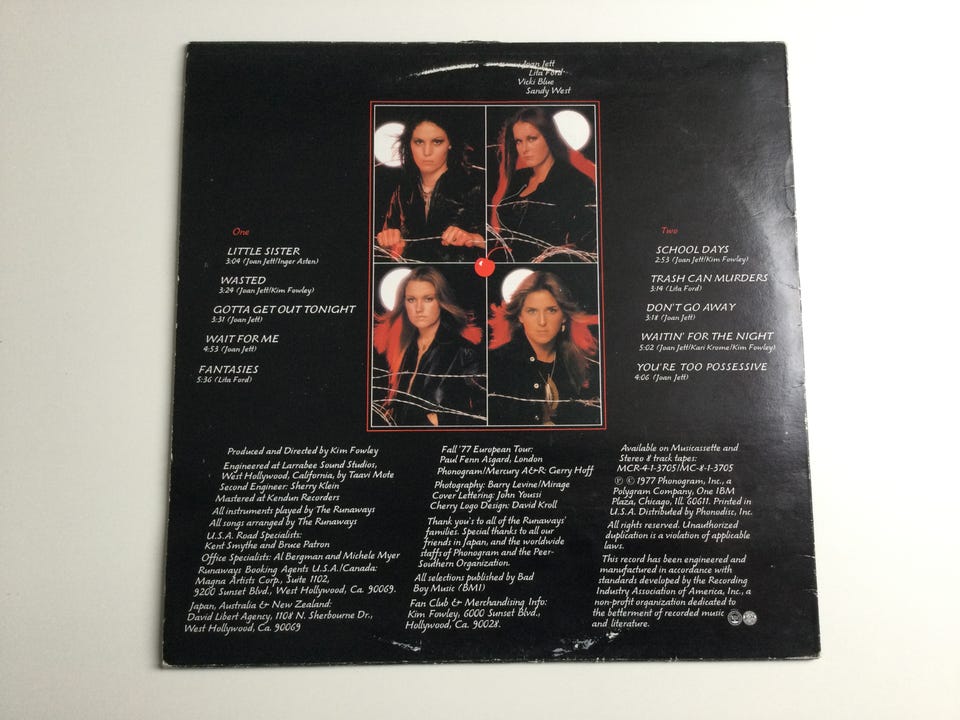 Joan Jett
Lita Ford
Vicki Blue
Sandy West
One
LITTLE SISTER
3:04 (Joan Jett/Inger Asten)
WASTED
3:24 (Joan Jett/Kim Fowley)
GOTTA GET OUT TONIGHT
3:31 (Joan Jett)
WAIT FOR ME
4:53 (Joan Jett)
FANTASIES
5:36 (Lita Ford)
Two
SCHOOL DAYS
2:53 (Joan Jett/Kim Fowley)
TRASH CAN MURDERS
3:14 (Lita Ford)
DON'T GO AWAY
3:18 (Joan Jett)
WAITIN' FOR THE NIGHT
5:02 (Joan Jett/Kari Krome/Kim Fowley)
YOU'RE TOO POSSESSIVE
4:06 (Joan Jett)
Produced and Directed by Kim Fowley
Engineered at Larrabee Sound Studios,
West Hollywood, California, by Taavi Mote
Second Engineer: Sherry Klein
Mastered at Kendun Recorders
All instruments played by The Runaways
All songs arranged by The Runaways
U.S.A. Road Specialists:
Kent Smythe and Bruce Patron
Office Specialists: Al Bergman and Michele Myer
Runaways Booking Agents U.S.A./Canada:
Magna Artists Corp., Suite 1102,
9200 Sunset Blvd., West Hollywood, Ca. 90069.
Japan, Australia & New Zealand:
David Libert Agency, 1108 N. Sherbourne Dr.,
West Hollywood, Ca. 90069
Fall '77 European Tour:
Paul Fenn Asgard, London
Phonogram/Mercury A&R: Gerry Hoff
Photography: Barry Levine/Mirage
Cover Lettering: John Youssi
Cherry Logo Design: David Kroll
Thank you's to all of the Runaways'
families. Special thanks to all our
friends in Japan, and the worldwide
staffs of Phonogram and the Peer-
Southern Organization.
All selections published by Bad
Boy Music (BMI)
Fan Club & Merchandising Info:
Kim Fowley, 6000 Sunset Blvd.,
Hollywood, Ca. 90028.
Available on Musicassette and
Stereo 8 track tapes:
MCR-4-1-3705/MC-8-1-3705
℗ © 1977 Phonogram, Inc., a
Polygram Company, One IBM
Plaza, Chicago, Ill. 60611. Printed in
U.S.A. Distributed by Phonodisc, Inc.
All rights reserved. Unauthorized
duplication is a violation of applicable
laws.
This record has been engineered and
manufactured in accordance with
standards developed by the Recording
Industry Association of America, Inc., a
non-profit organization dedicated to
the betterment of recorded music
and literature.